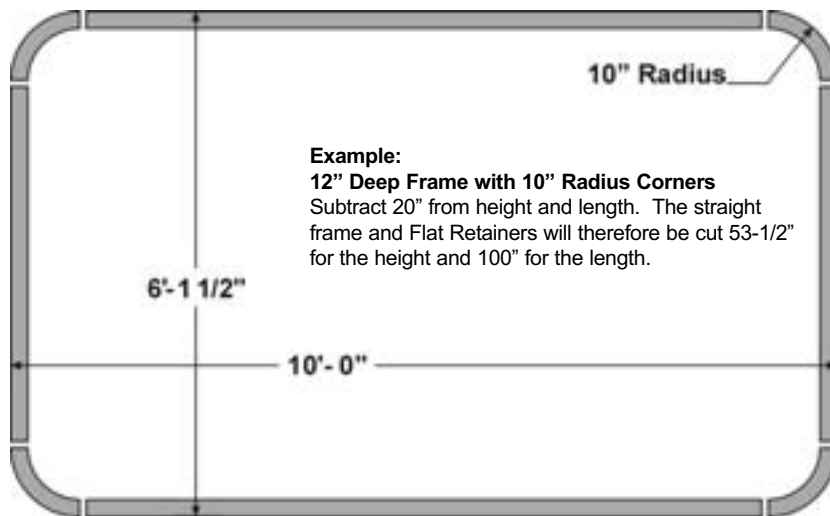 10” Radius
Example:
12” Deep Frame with 10” Radius Corners
Subtract 20” from height and length. The straight
frame and Flat Retainers will therefore be cut 53-1/2”
for the height and 100” for the length.
6'- 1 1/2"
10'- 0"